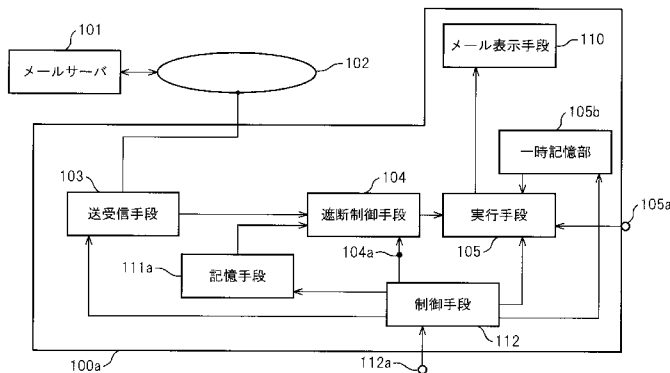 101
メールサーバ
102
メール表示手段
110
105b
一時記憶部
103
送受信手段
104
遮断制御手段
実行手段
105
105a
104a
記憶手段
111a
制御手段
112
100a
112a